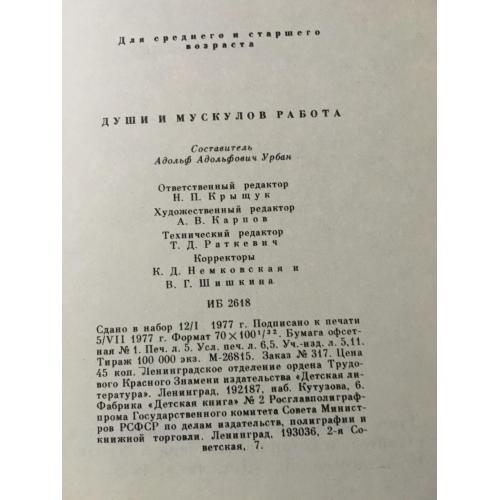 Для среднего и старшего
возраста
ДУШИ И МУСКУЛОВ РАБОТА
Составитель
Адольф Адольфович Урбан
Ответственный редактор
Н. П. Крыщук
Художественный редактор
А. В. Карпов
Технический редактор
Т. Д. Раткевич
Корректоры
К. Д. Немковская и
В. Г. Шишкина
ИБ 2618
Сдано в набор 12/I 1977 г. Подписано к печати
5/VII 1977 г. Формат 70×100¹/₃₂. Бумага офсет-
ная № 1. Печ. л. 5. Усл. печ. л. 6,5. Уч.-изд. л. 5,11.
Тираж 100 000 экз. М-26815. Заказ № 317. Цена
45 коп. Ленинградское отделение ордена Трудо-
вого Красного Знамени издательства «Детская ли-
тература». Ленинград, 192187, наб. Кутузова, 6.
Фабрика «Детская книга» № 2 Росглавполиграф-
прома Государственного комитета Совета Минист-
ров РСФСР по делам издательств, полиграфии и
книжной торговли. Ленинград, 193036, 2-я Со-
ветская, 7.